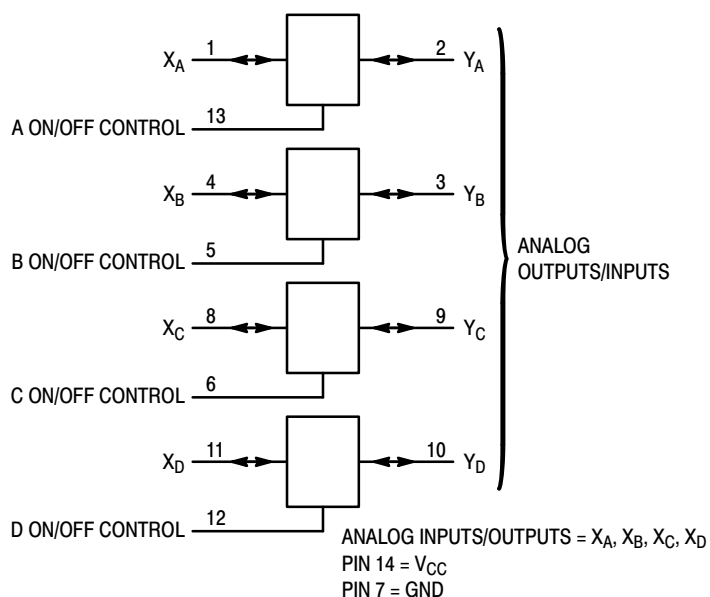 X_A 1 2 Y_A
A ON/OFF CONTROL 13
X_B 4 3 Y_B
B ON/OFF CONTROL 5
ANALOG
OUTPUTS/INPUTS
X_C 8 9 Y_C
C ON/OFF CONTROL 6
X_D 11 10 Y_D
D ON/OFF CONTROL 12
ANALOG INPUTS/OUTPUTS = X_A, X_B, X_C, X_D
PIN 14 = V_CC
PIN 7 = GND